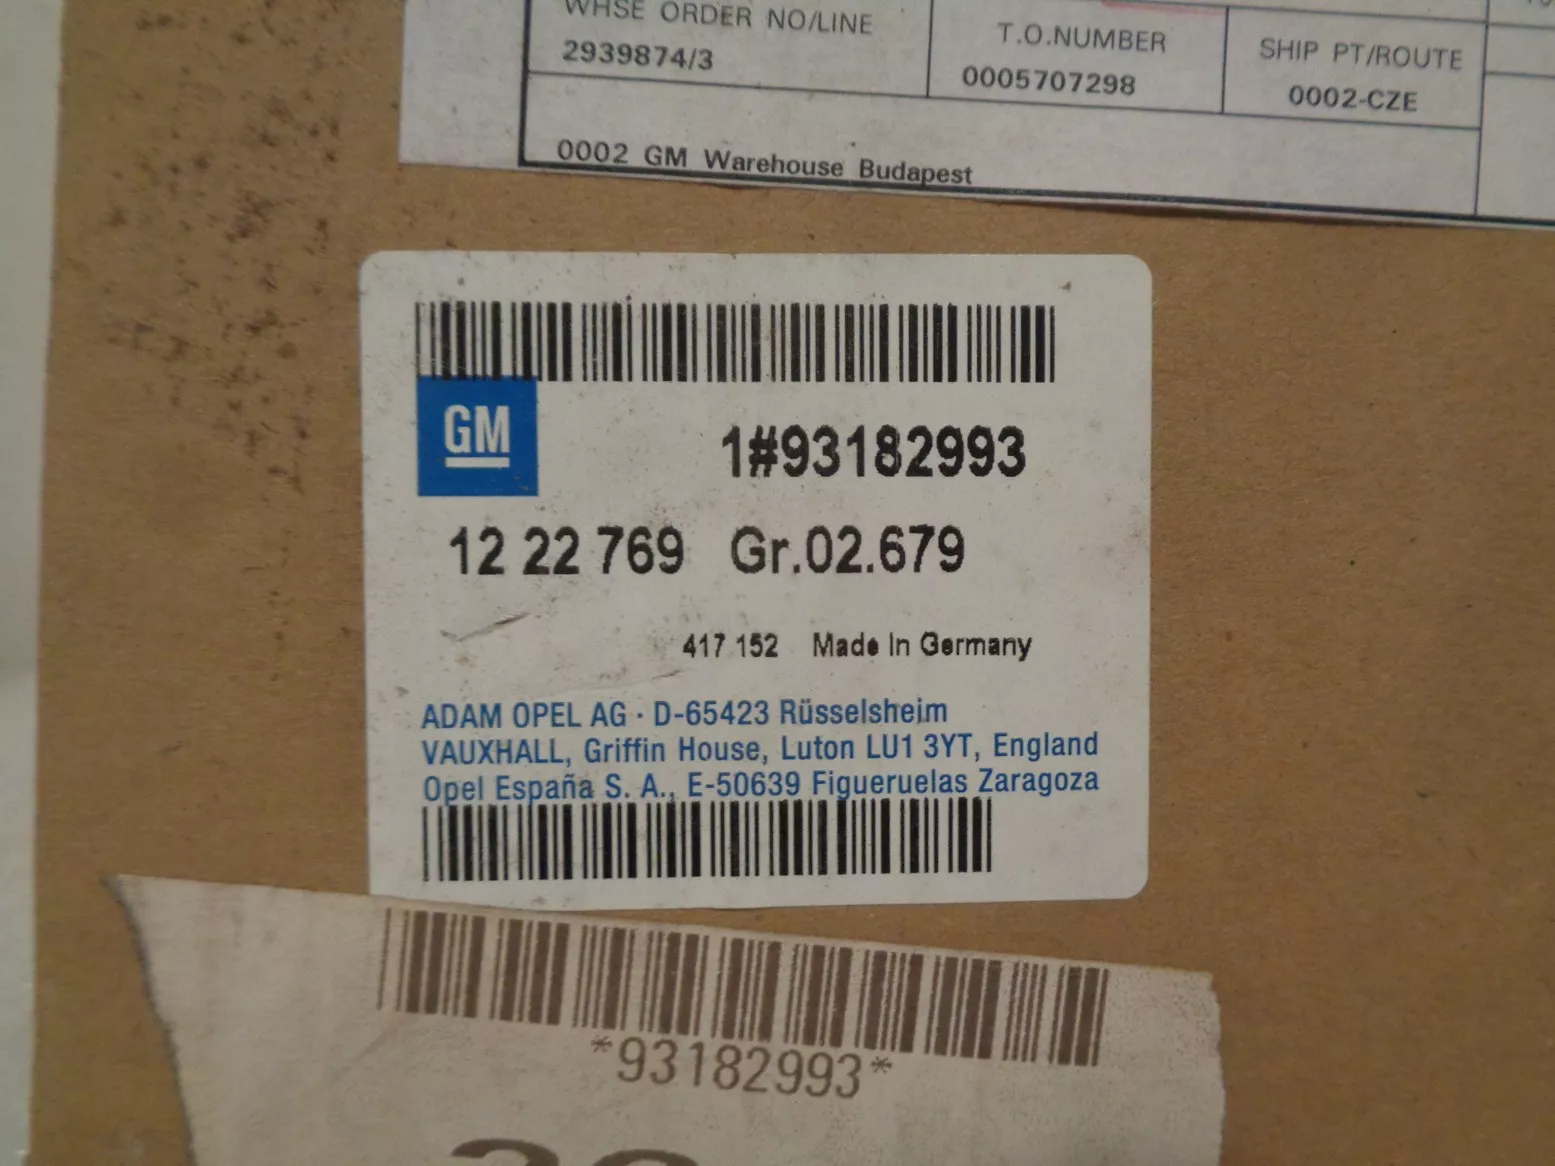 WHSE ORDER NO/LINE
2939874/3
T.O.NUMBER
0005707298
SHIP PT/ROUTE
0002-CZE
0002 GM Warehouse Budapest
GM
1#93182993
12 22 769 Gr.02.679
417 152 Made In Germany
ADAM OPEL AG · D-65423 Rüsselsheim
VAUXHALL, Griffin House, Luton LU1 3YT, England
Opel España S. A., E-50639 Figueruelas Zaragoza
*93182993*